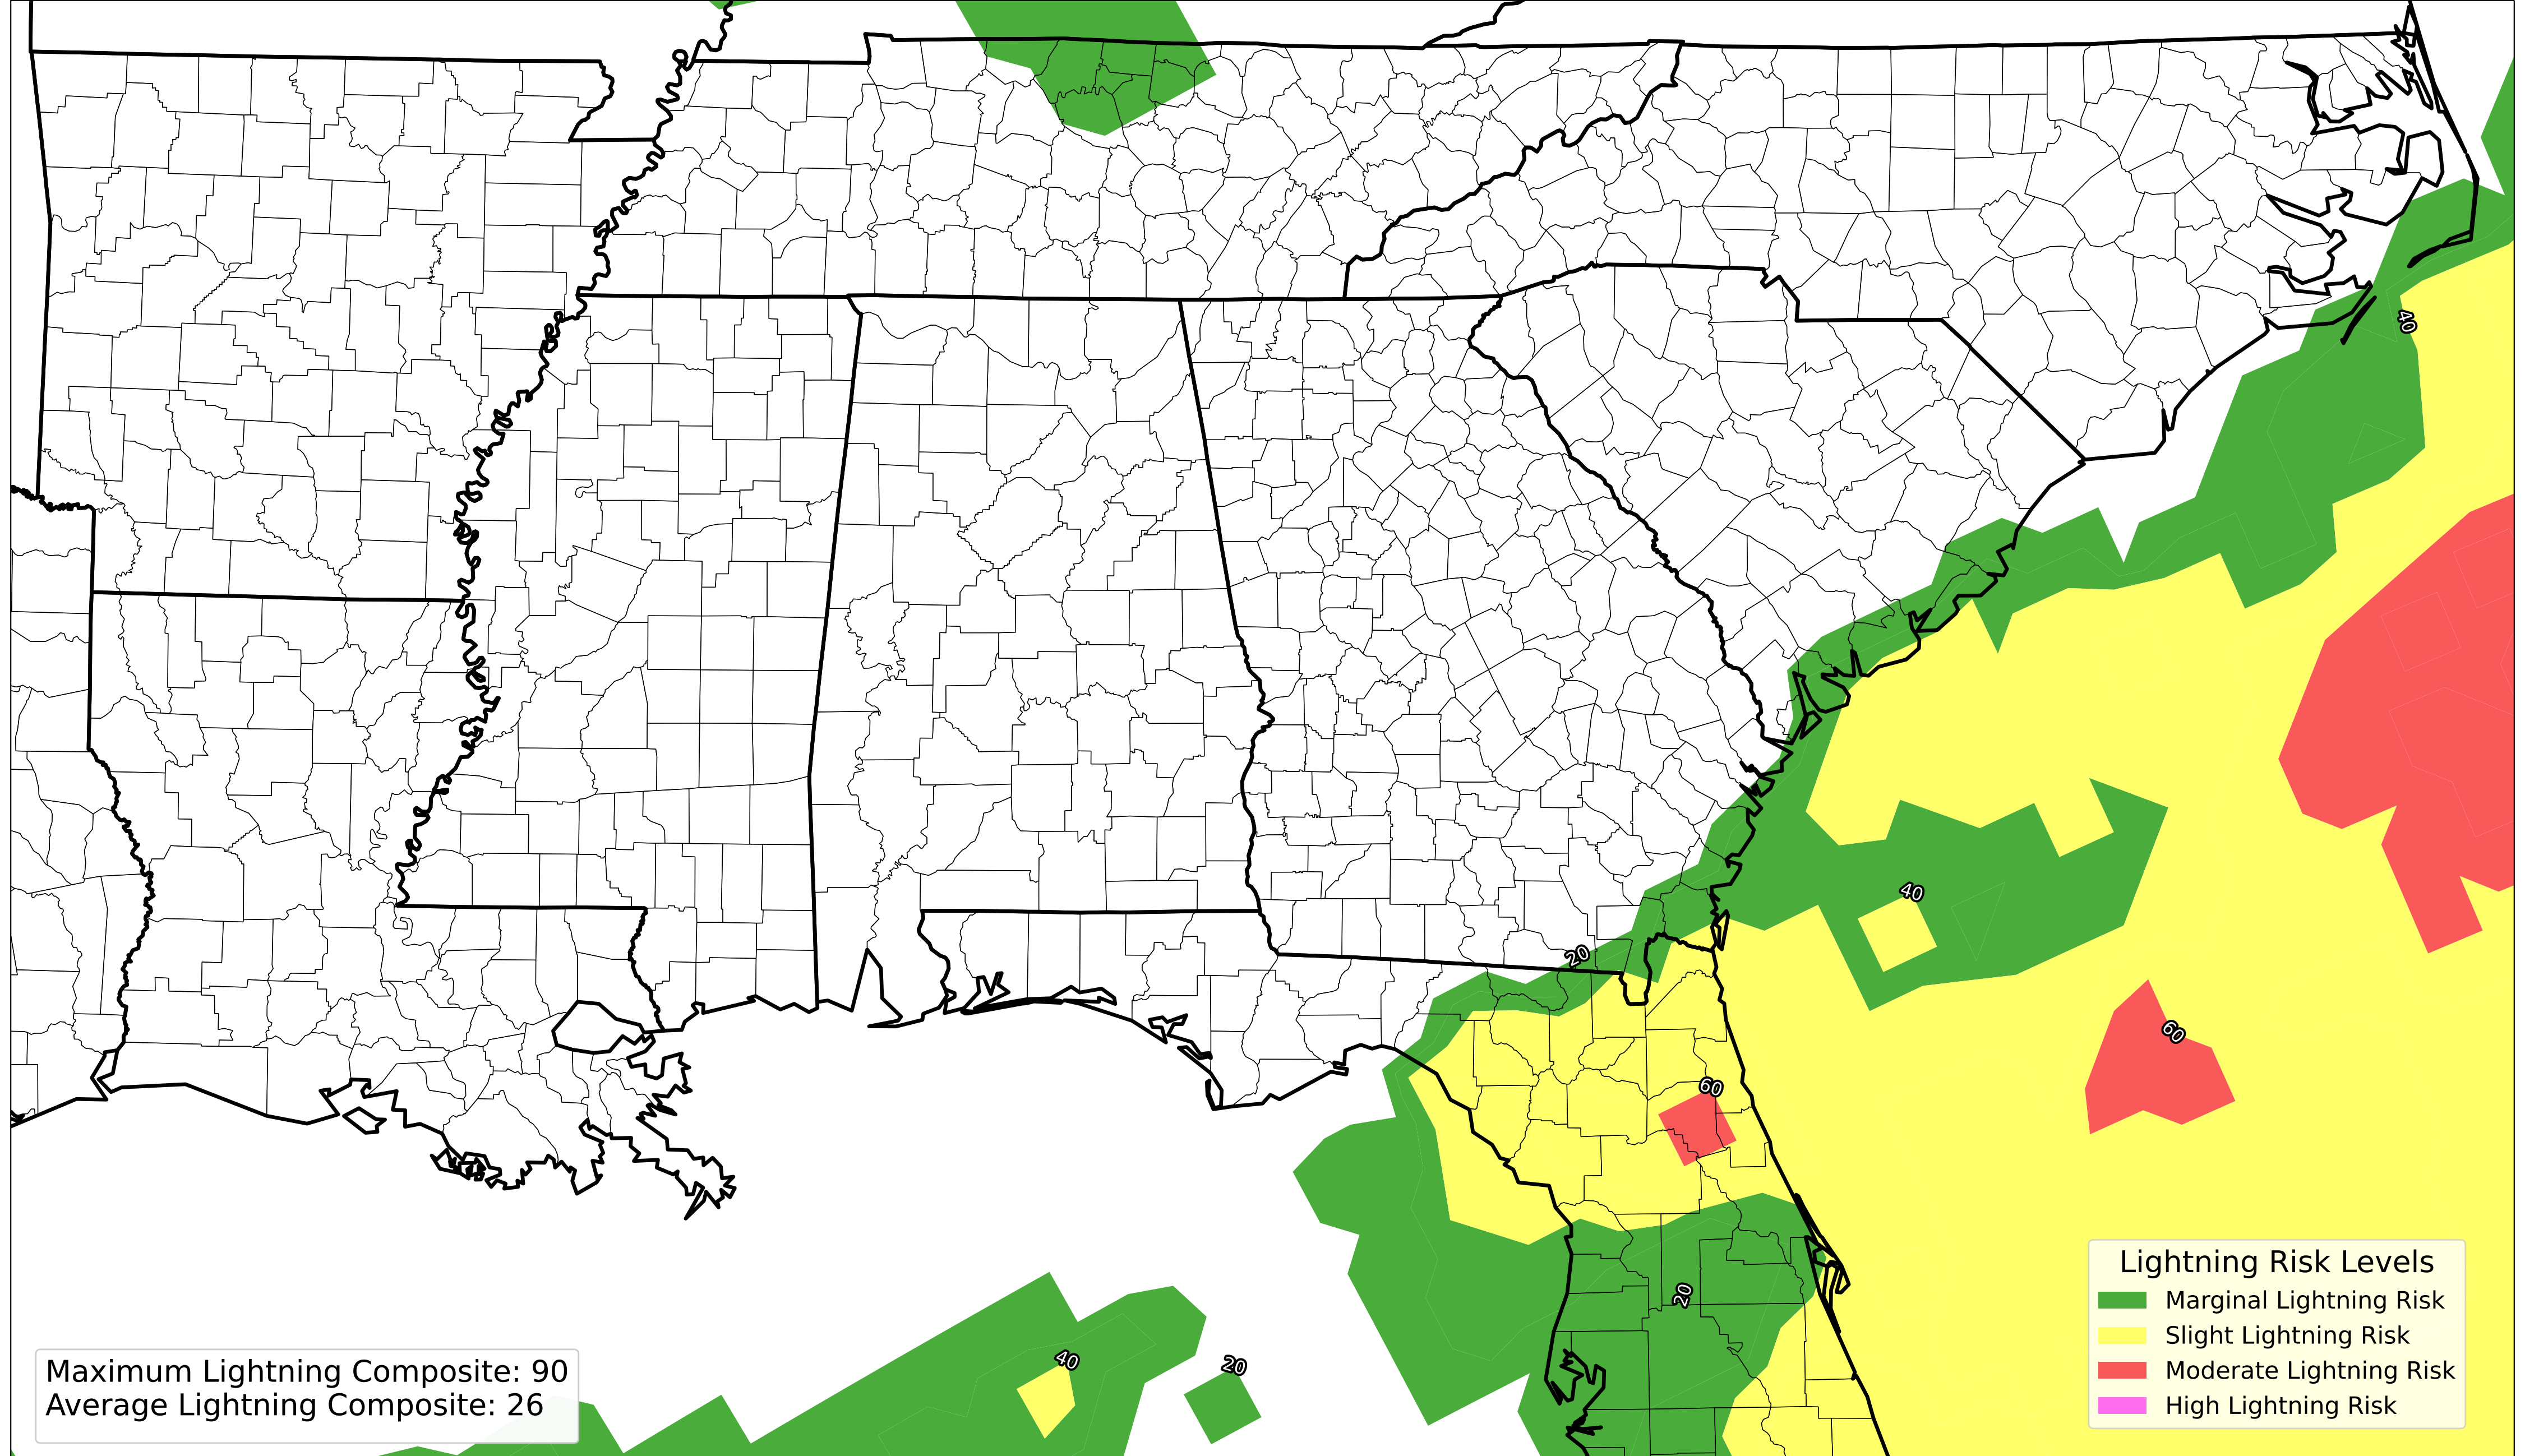 40
40
20
60
60
20
40
20
Lightning Risk Levels
Marginal Lightning Risk
Slight Lightning Risk
Moderate Lightning Risk
High Lightning Risk
Maximum Lightning Composite: 90
Average Lightning Composite: 26